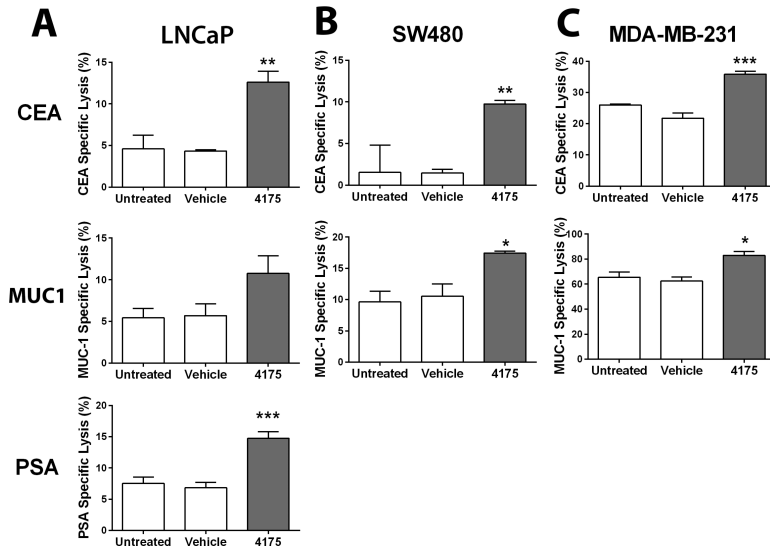 A
LNCaP
B
SW480
C
MDA-MB-231
CEA
CEA Specific Lysis (%)
15
10
5
0
**
Untreated
Vehicle
4175
CEA Specific Lysis (%)
15
10
5
0
**
Untreated
Vehicle
4175
CEA Specific Lysis (%)
40
30
20
10
0
***
Untreated
Vehicle
4175
MUC1
MUC-1 Specific Lysis (%)
15
10
5
0
Untreated
Vehicle
4175
MUC-1 Specific Lysis (%)
20
15
10
5
0
*
Untreated
Vehicle
4175
MUC-1 Specific Lysis (%)
100
80
60
40
20
0
*
Untreated
Vehicle
4175
PSA
PSA Specific Lysis (%)
20
15
10
5
0
***
Untreated
Vehicle
4175